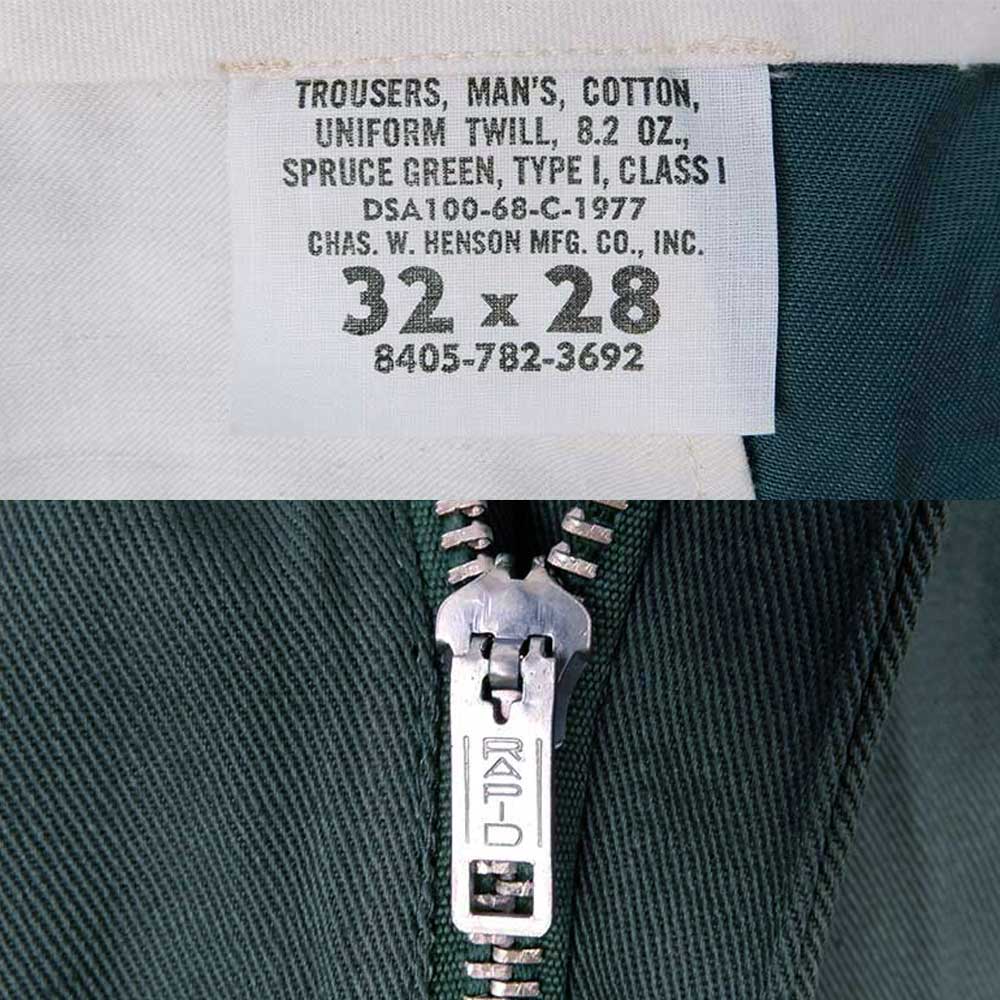 TROUSERS, MAN'S, COTTON,
UNIFORM TWILL, 8.2 OZ.,
SPRUCE GREEN, TYPE I, CLASS I
DSA100-68-C-1977
CHAS. W. HENSON MFG. CO., INC.
32 x 28
8405-782-3692
RAPID